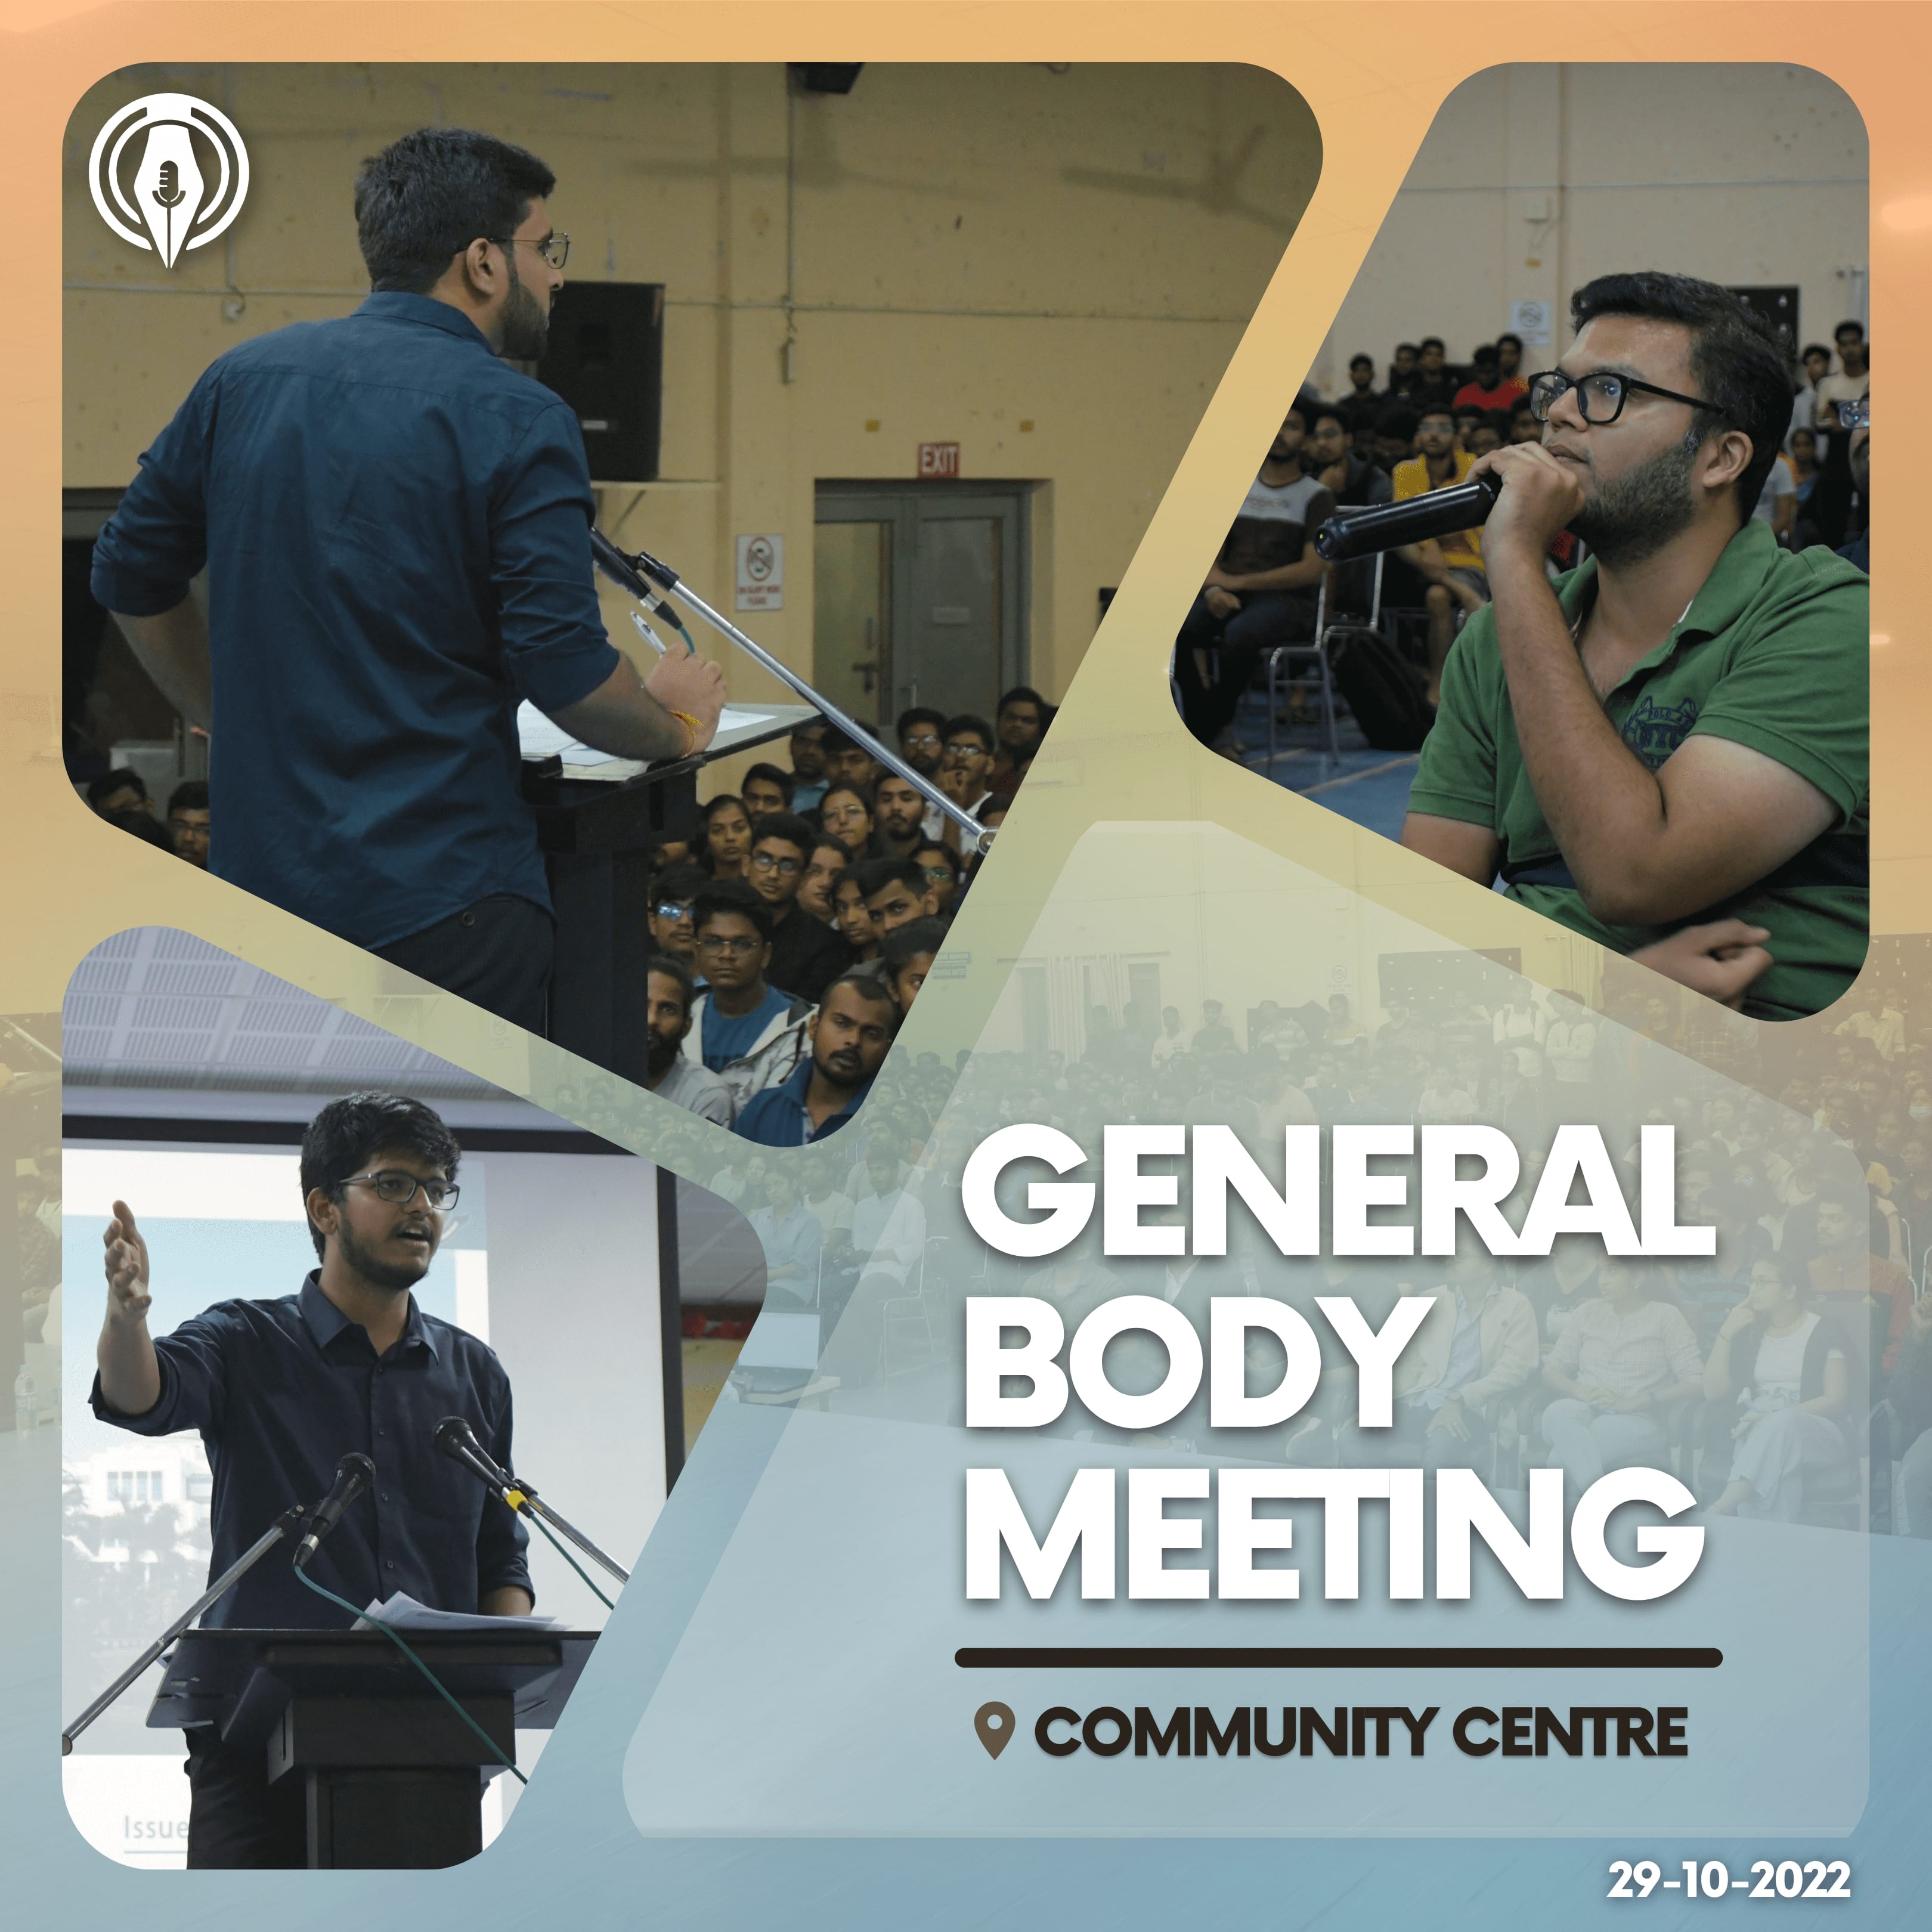 EXIT
GENERAL
BODY
MEETING
COMMUNITY CENTRE
Issue
29-10-2022